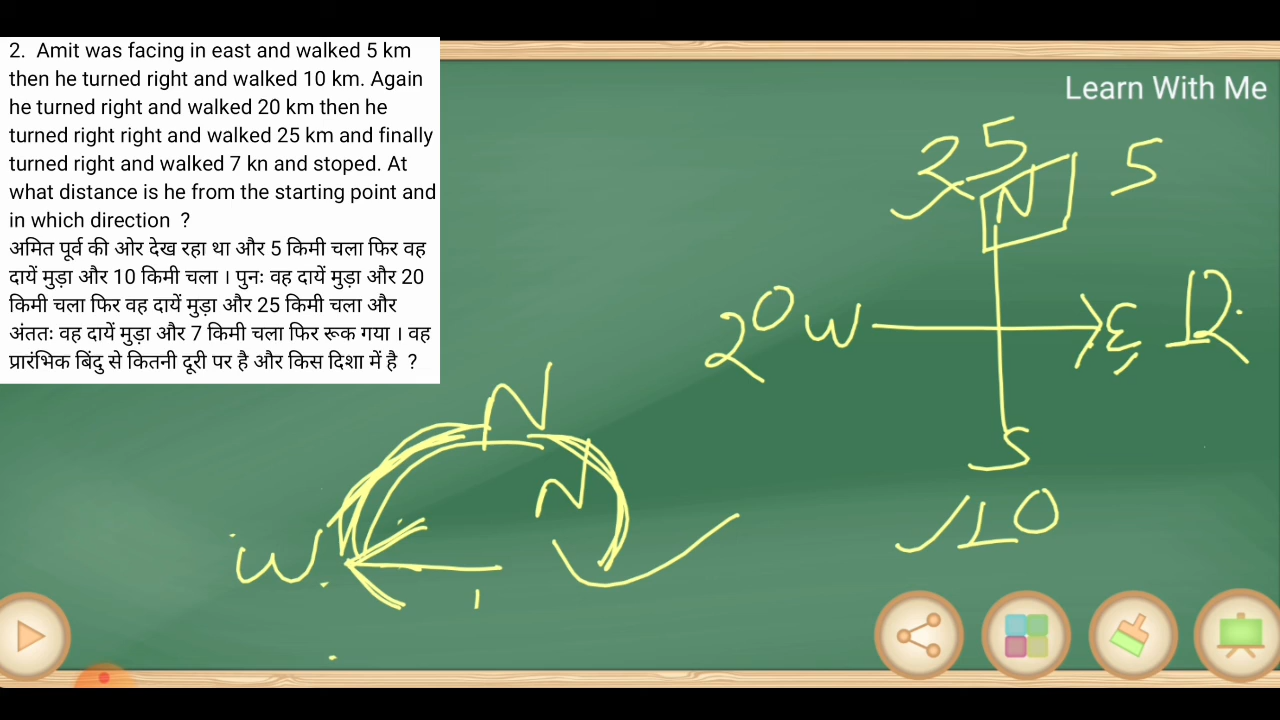 2. Amit was facing in east and walked 5 km
then he turned right and walked 10 km. Again
he turned right and walked 20 km then he
turned right right and walked 25 km and finally
turned right and walked 7 kn and stoped. At
what distance is he from the starting point and
in which direction ?
अमित पूर्व की ओर देख रहा था और 5 किमी चला फिर वह
दायें मुड़ा और 10 किमी चला । पुनः वह दायें मुड़ा और 20
किमी चला फिर वह दायें मुड़ा और 25 किमी चला और
अंततः वह दायें मुड़ा और 7 किमी चला फिर रूक गया । वह
प्रारंभिक बिंदु से कितनी दूरी पर है और किस दिशा में है ?
Learn With Me
25 5
N
20 W E 12
S
10
N
N
W